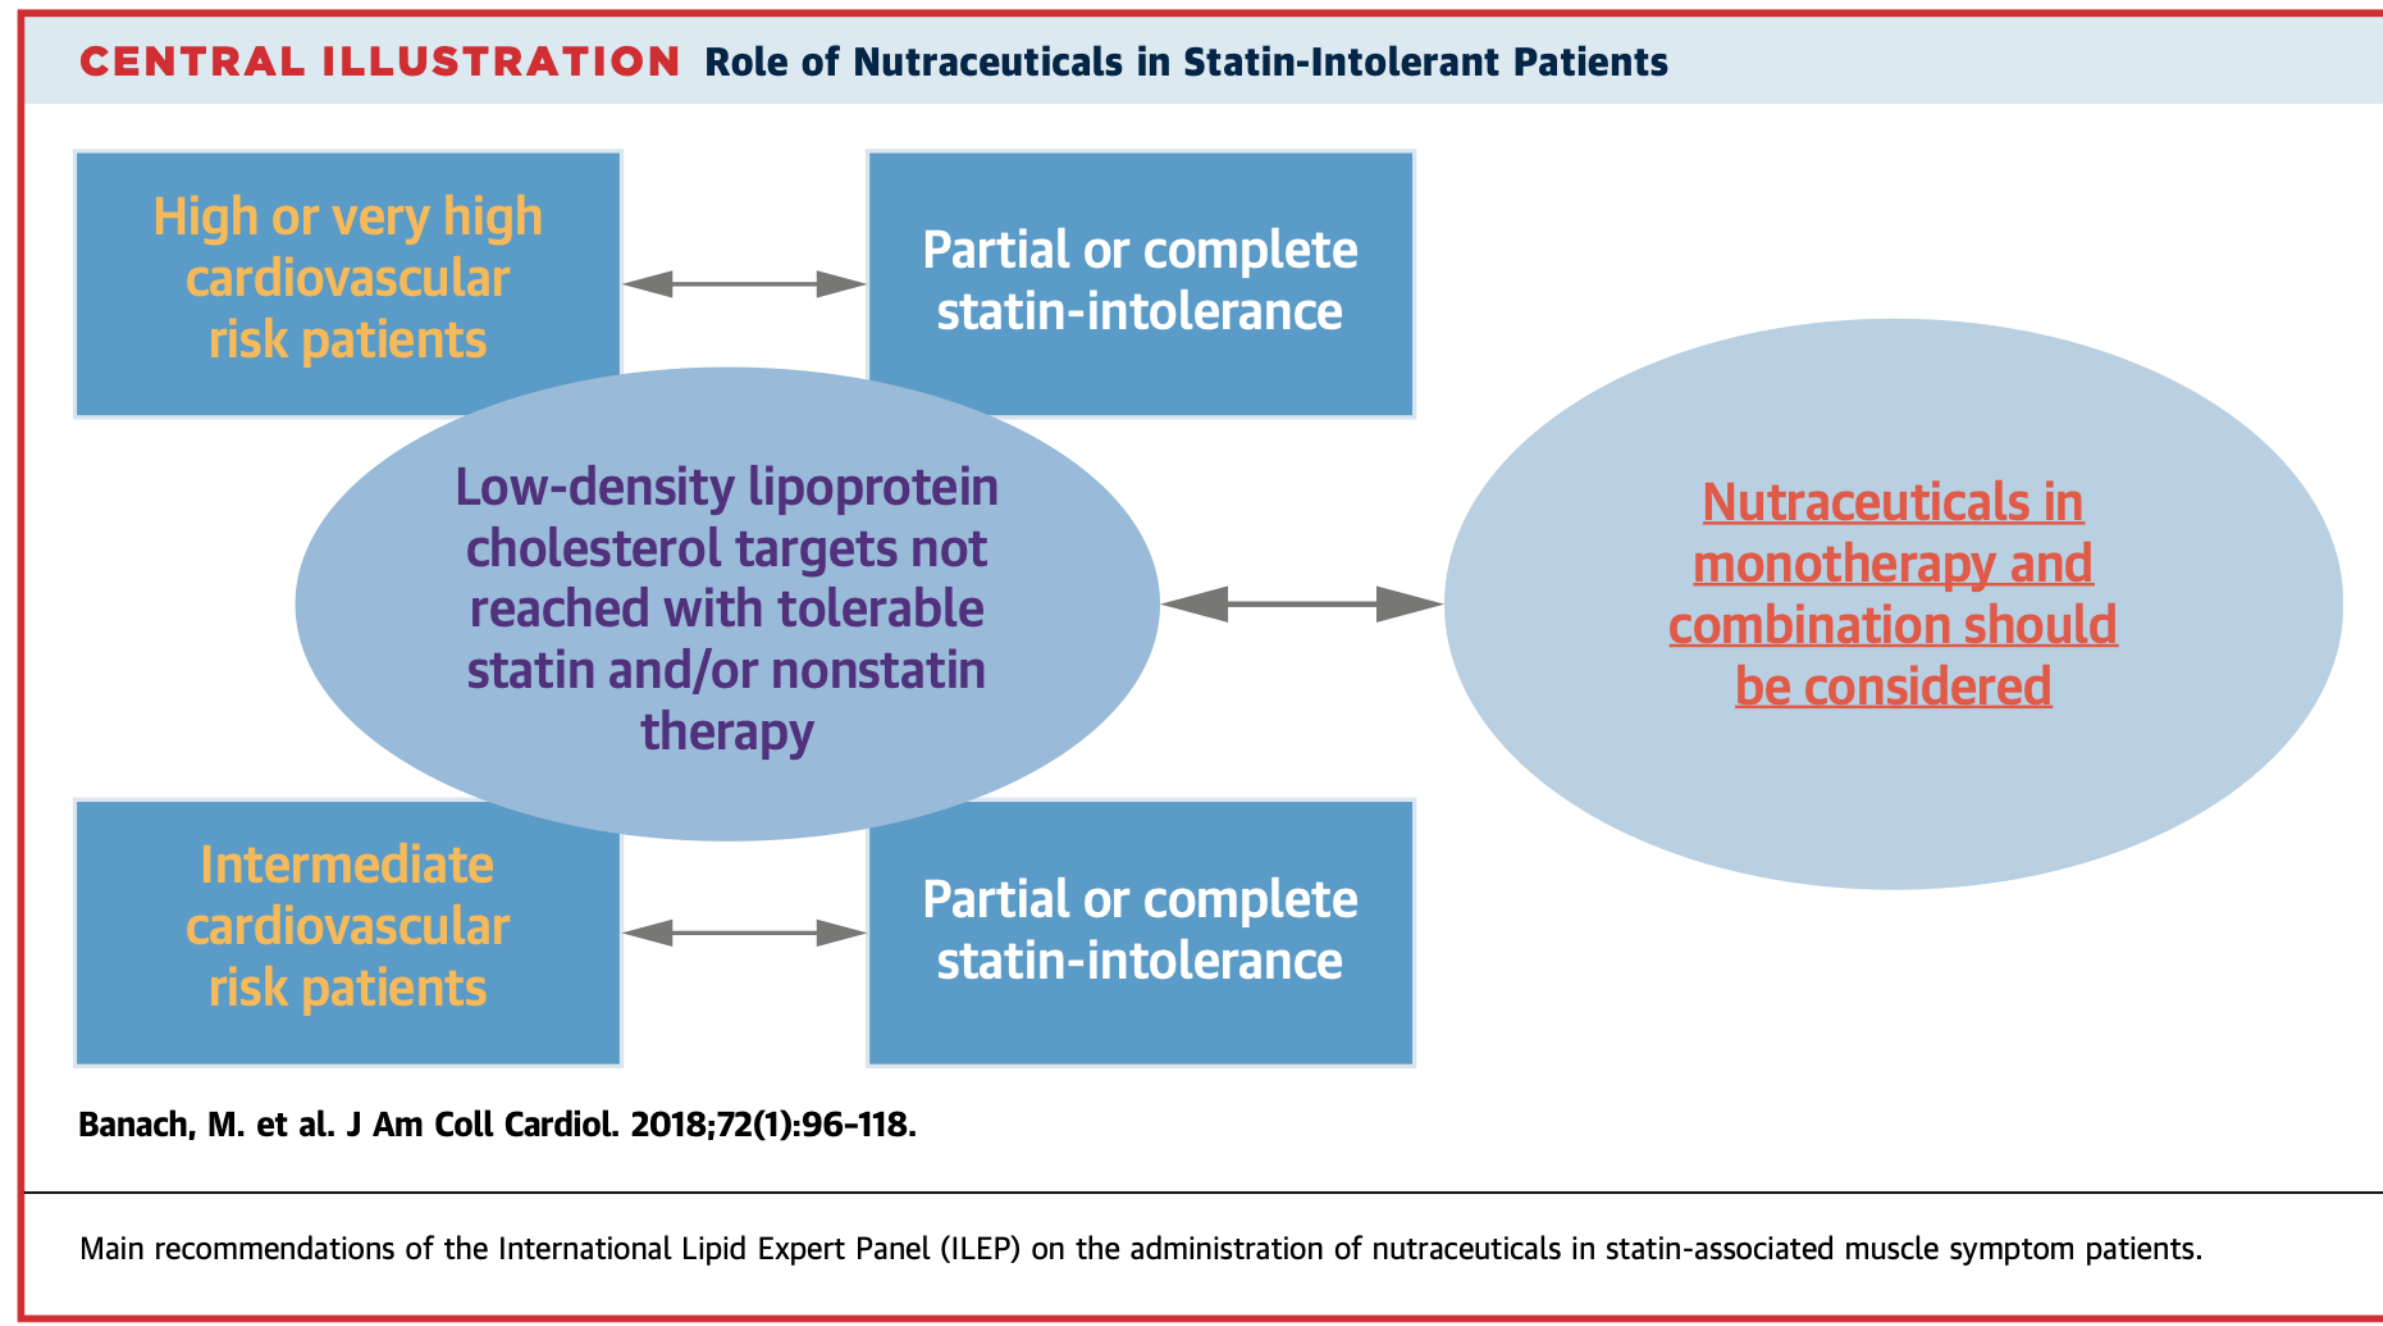 CENTRAL ILLUSTRATION Role of Nutraceuticals in Statin-Intolerant Patients
High or very high
cardiovascular
risk patients
Partial or complete
statin-intolerance
Low-density lipoprotein
cholesterol targets not
reached with tolerable
statin and/or nonstatin
therapy
Nutraceuticals in
monotherapy and
combination should
be considered
Intermediate
cardiovascular
risk patients
Partial or complete
statin-intolerance
Banach, M. et al. J Am Coll Cardiol. 2018;72(1):96–118.
Main recommendations of the International Lipid Expert Panel (ILEP) on the administration of nutraceuticals in statin-associated muscle symptom patients.